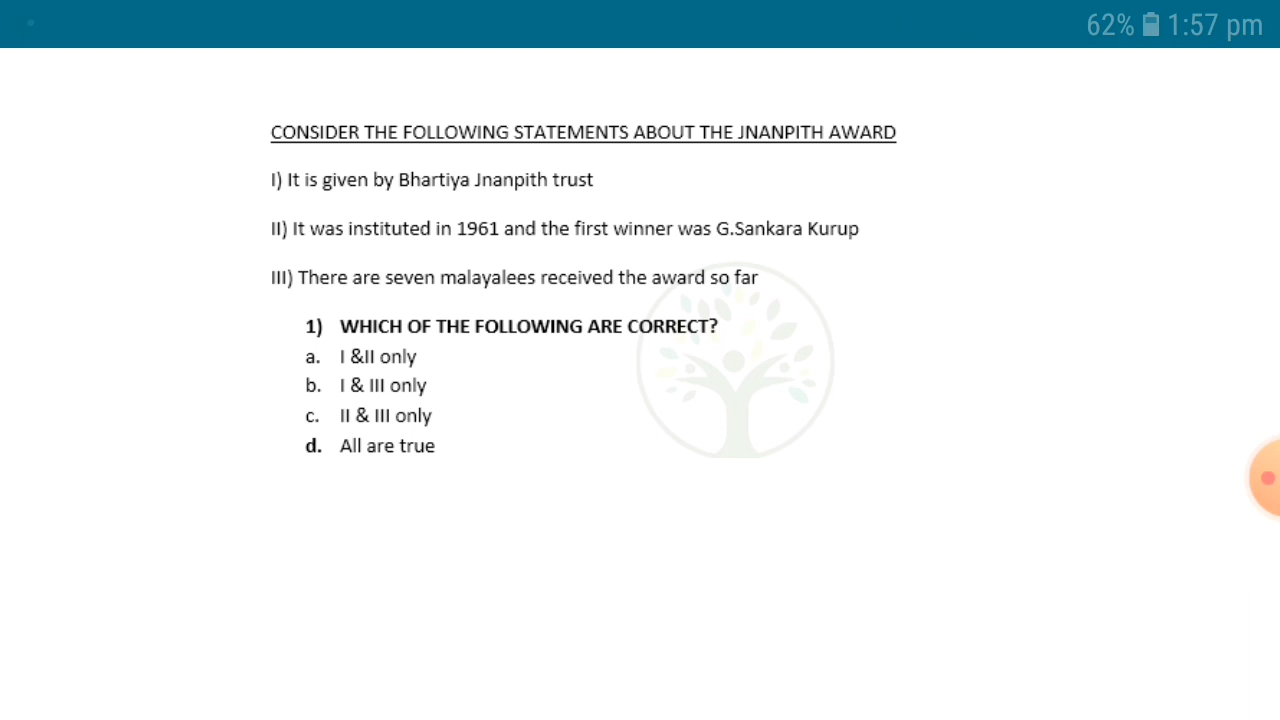 62% 1:57 pm
CONSIDER THE FOLLOWING STATEMENTS ABOUT THE JNANPITH AWARD
I) It is given by Bhartiya Jnanpith trust
II) It was instituted in 1961 and the first winner was G.Sankara Kurup
III) There are seven malayalees received the award so far
1) WHICH OF THE FOLLOWING ARE CORRECT?
a. I &II only
b. I & III only
c. II & III only
d. All are true